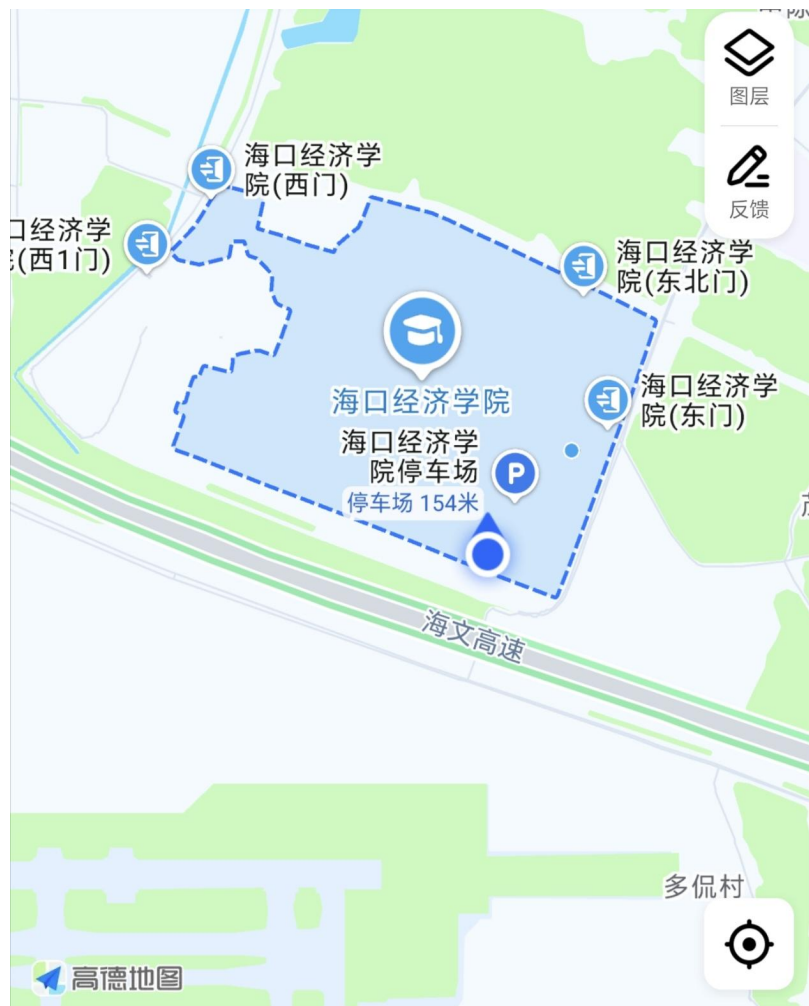 图层
反馈
海口经济学
院(西门)
口经济学
(西1门)
海口经济学
院(东北门)
海口经济学院
海口经济学
院(东门)
海口经济学
院停车场
停车场 154米
P
海文高速
多侃村
高德地图